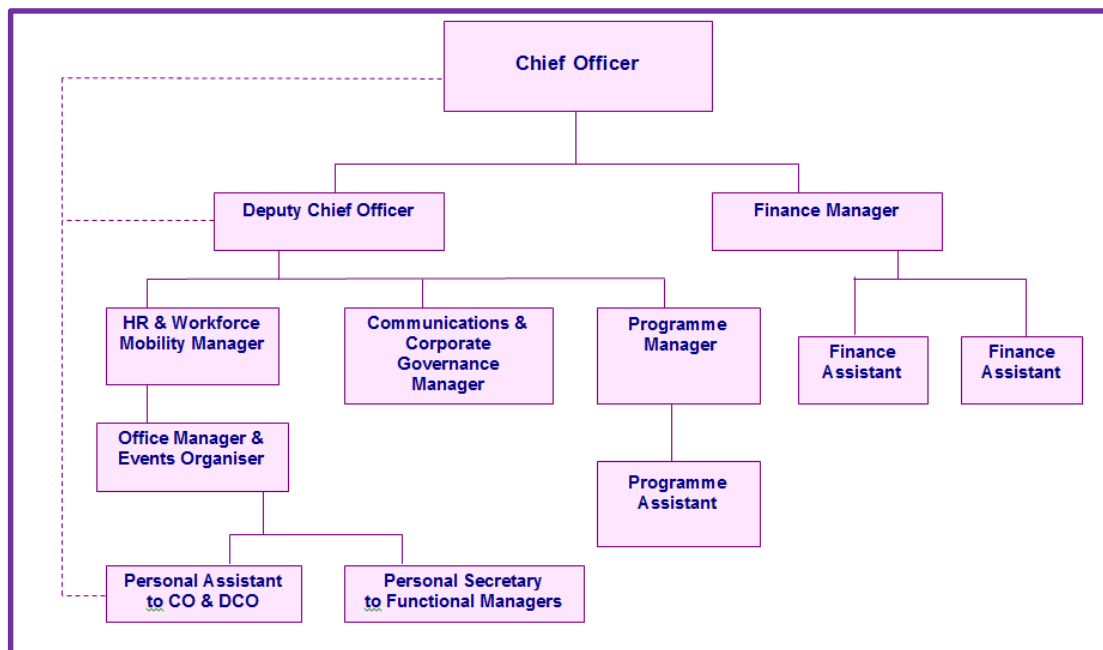 Chief Officer
Deputy Chief Officer
Finance Manager
HR & Workforce
Mobility Manager
Communications &
Corporate
Governance
Manager
Programme
Manager
Finance
Assistant
Finance
Assistant
Office Manager &
Events Organiser
Programme
Assistant
Personal Assistant
to CO & DCO
Personal Secretary
to Functional Managers